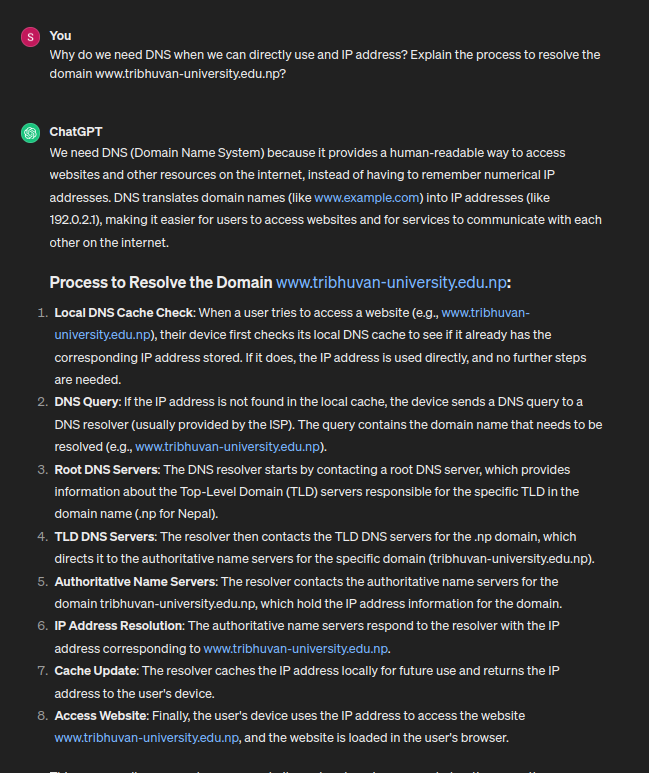 S
You
Why do we need DNS when we can directly use and IP address? Explain the process to resolve the
domain www.tribhuvan-university.edu.np?
ChatGPT
We need DNS (Domain Name System) because it provides a human-readable way to access
websites and other resources on the internet, instead of having to remember numerical IP
addresses. DNS translates domain names (like www.example.com) into IP addresses (like
192.0.2.1), making it easier for users to access websites and for services to communicate with each
other on the internet.
Process to Resolve the Domain www.tribhuvan-university.edu.np:
1. Local DNS Cache Check: When a user tries to access a website (e.g., www.tribhuvan-
university.edu.np), their device first checks its local DNS cache to see if it already has the
corresponding IP address stored. If it does, the IP address is used directly, and no further steps
are needed.
2. DNS Query: If the IP address is not found in the local cache, the device sends a DNS query to a
DNS resolver (usually provided by the ISP). The query contains the domain name that needs to be
resolved (e.g., www.tribhuvan-university.edu.np).
3. Root DNS Servers: The DNS resolver starts by contacting a root DNS server, which provides
information about the Top-Level Domain (TLD) servers responsible for the specific TLD in the
domain name (.np for Nepal).
4. TLD DNS Servers: The resolver then contacts the TLD DNS servers for the .np domain, which
directs it to the authoritative name servers for the specific domain (tribhuvan-university.edu.np).
5. Authoritative Name Servers: The resolver contacts the authoritative name servers for the
domain tribhuvan-university.edu.np, which hold the IP address information for the domain.
6. IP Address Resolution: The authoritative name servers respond to the resolver with the IP
address corresponding to www.tribhuvan-university.edu.np.
7. Cache Update: The resolver caches the IP address locally for future use and returns the IP
address to the user's device.
8. Access Website: Finally, the user's device uses the IP address to access the website
www.tribhuvan-university.edu.np, and the website is loaded in the user's browser.